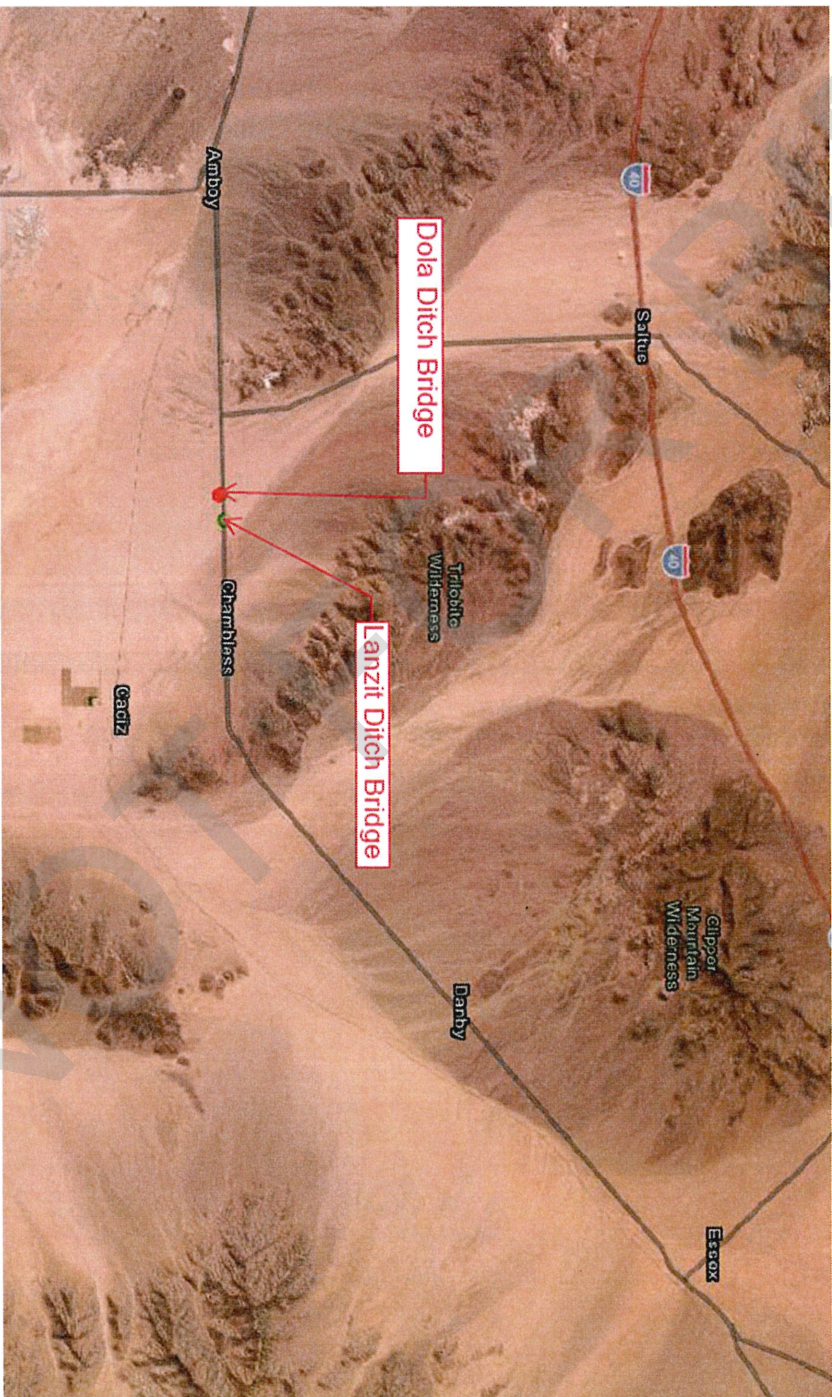 Essex
Clipper
Mountain
Wilderness
40
Saltus
40
Danby
Trilobite
Wilderness
Dola Ditch Bridge
Lanzit Ditch Bridge
Chambless
Amboy
Cadiz